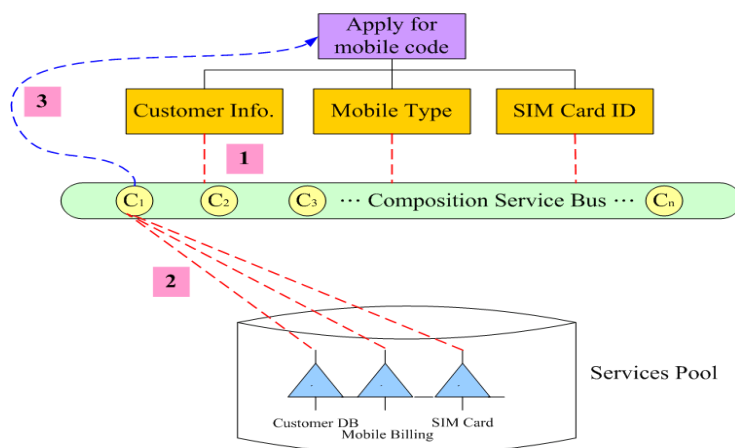 Apply for
mobile code
3
Customer Info.
Mobile Type
SIM Card ID
1
C1
C2
C3
··· Composition Service Bus ···
Cn
2
Services Pool
Customer DB
Mobile Billing
SIM Card